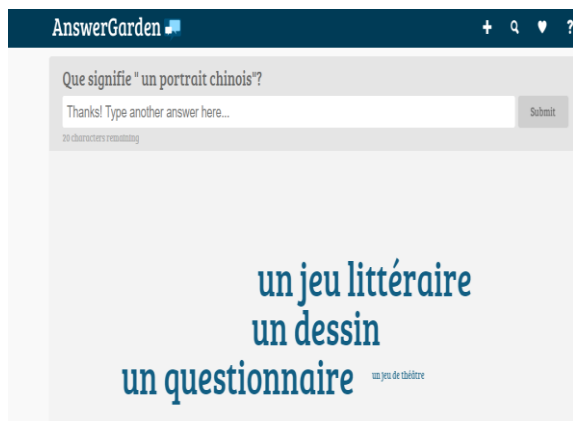 AnswerGarden
Que signifie " un portrait chinois"?
Thanks! Type another answer here...
Submit
20 characters remaining
un jeu littéraire
un dessin
un questionnaire un jeu de théâtre